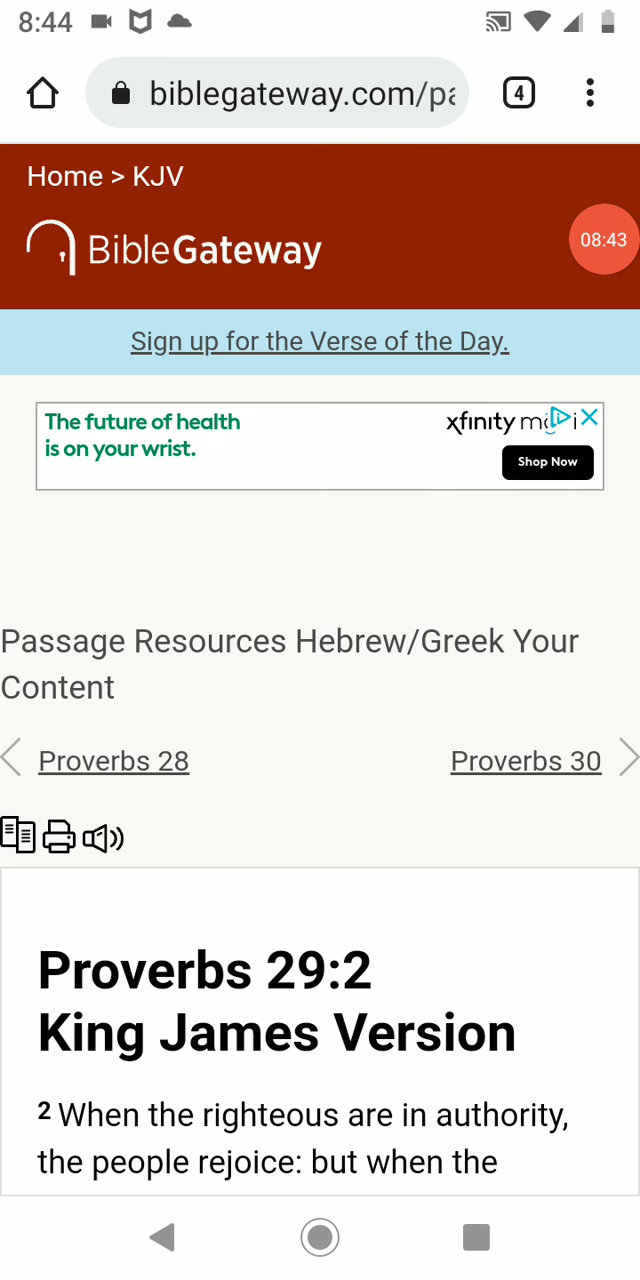 8:44
biblegateway.com/pa
4
Home > KJV
BibleGateway
08:43
Sign up for the Verse of the Day.
The future of health
is on your wrist.
xfinity
Shop Now
Passage Resources Hebrew/Greek Your
Content
Proverbs 28
Proverbs 30
Proverbs 29:2
King James Version
2 When the righteous are in authority,
the people rejoice: but when the